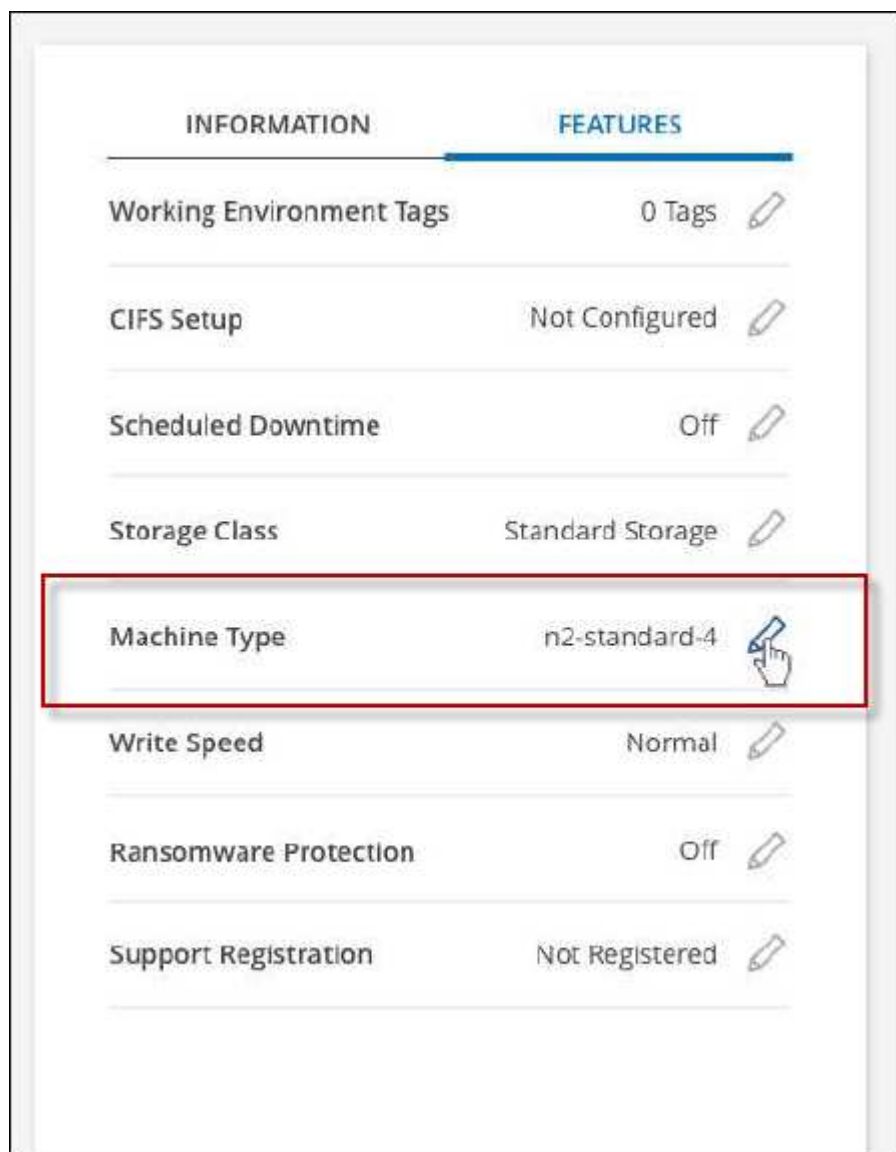 INFORMATION FEATURES
Working Environment Tags 0 Tags
CIFS Setup Not Configured
Scheduled Downtime Off
Storage Class Standard Storage
Machine Type n2-standard-4
Write Speed Normal
Ransomware Protection Off
Support Registration Not Registered